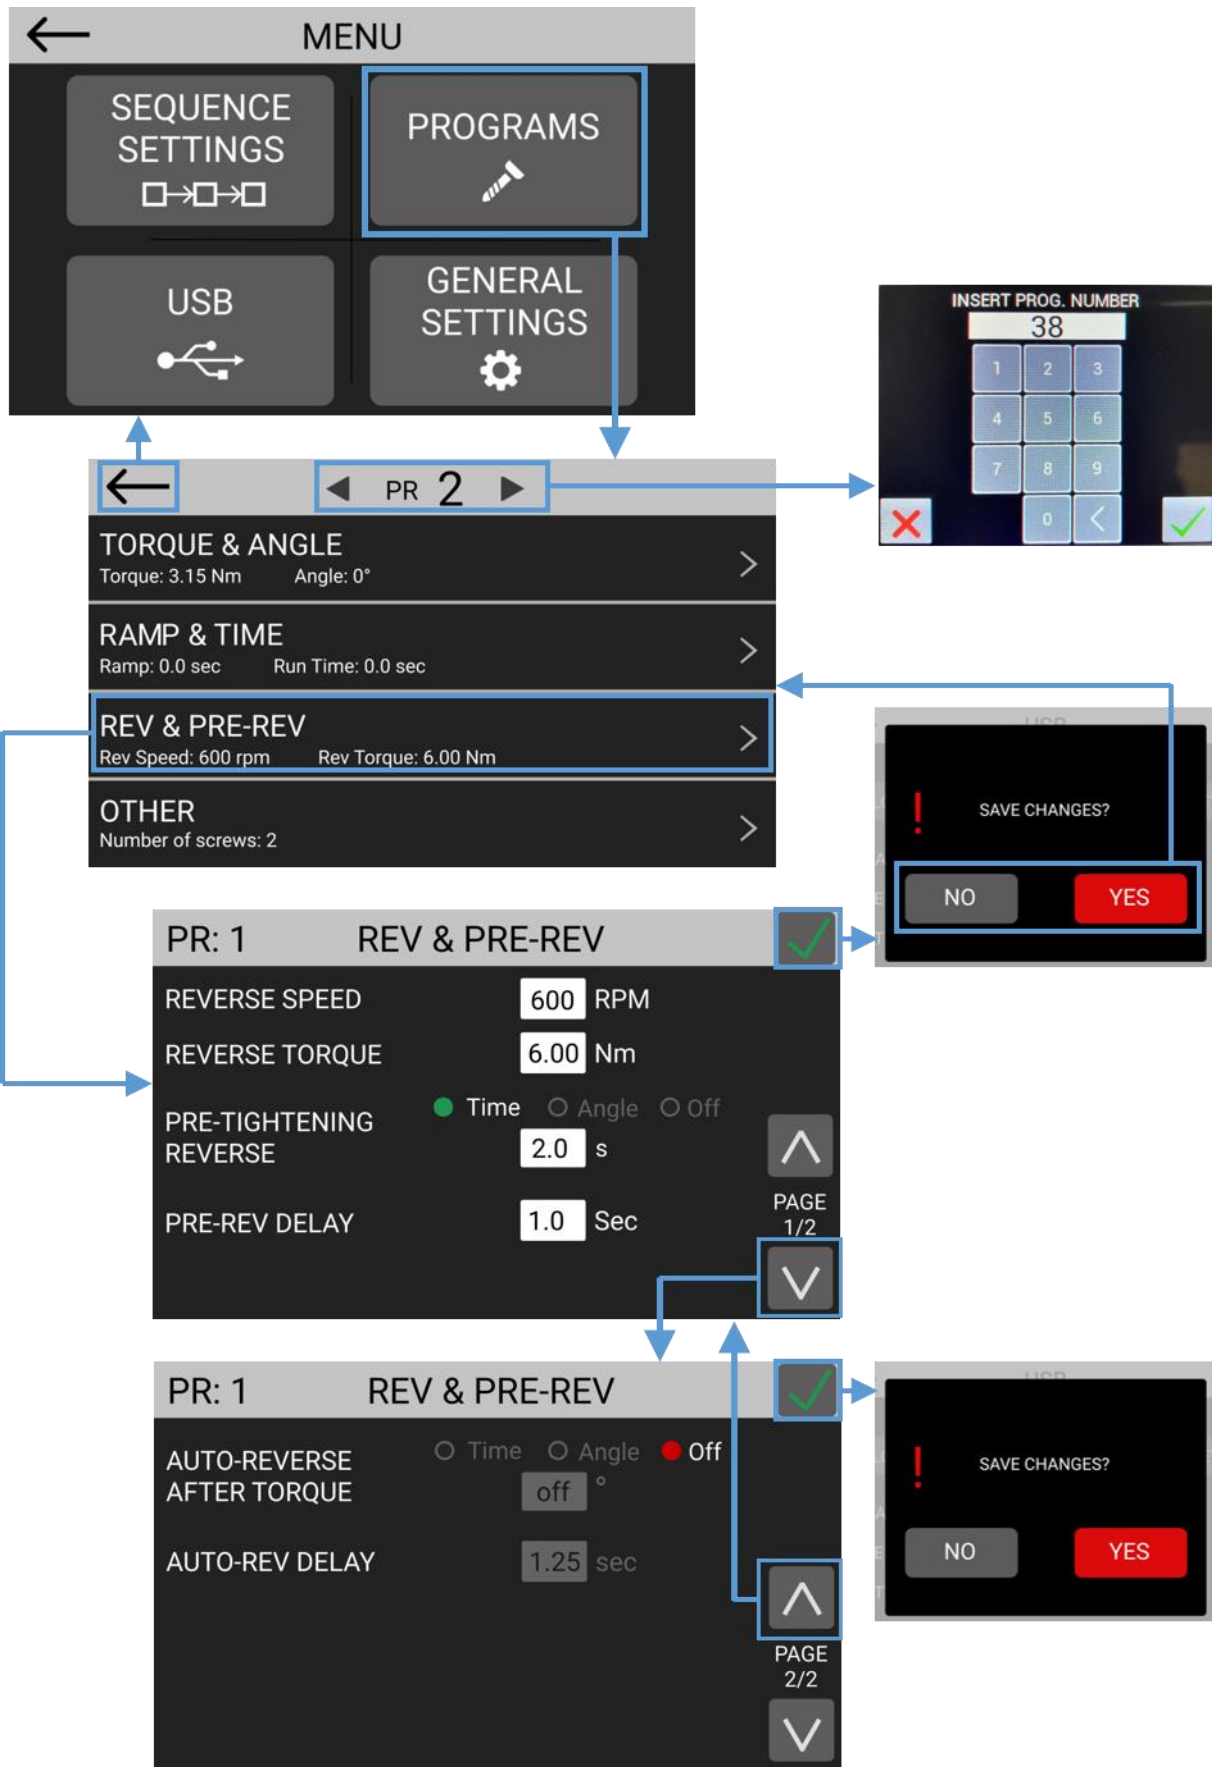 MENU
SEQUENCE
SETTINGS
PROGRAMS
USB
GENERAL
SETTINGS
INSERT PROG. NUMBER
38
1 2 3
4 5 6
7 8 9
0
PR 2
TORQUE & ANGLE
Torque: 3.15 Nm Angle: 0°
RAMP & TIME
Ramp: 0.0 sec Run Time: 0.0 sec
REV & PRE-REV
Rev Speed: 600 rpm Rev Torque: 6.00 Nm
OTHER
Number of screws: 2
SAVE CHANGES?
NO YES
PR: 1 REV & PRE-REV
REVERSE SPEED 600 RPM
REVERSE TORQUE 6.00 Nm
Time Angle Off
PRE-TIGHTENING
REVERSE
2.0 s
PRE-REV DELAY 1.0 Sec
PAGE
1/2
PR: 1 REV & PRE-REV
Time Angle Off
AUTO-REVERSE
AFTER TORQUE
off °
AUTO-REV DELAY 1.25 sec
PAGE
2/2
SAVE CHANGES?
NO YES